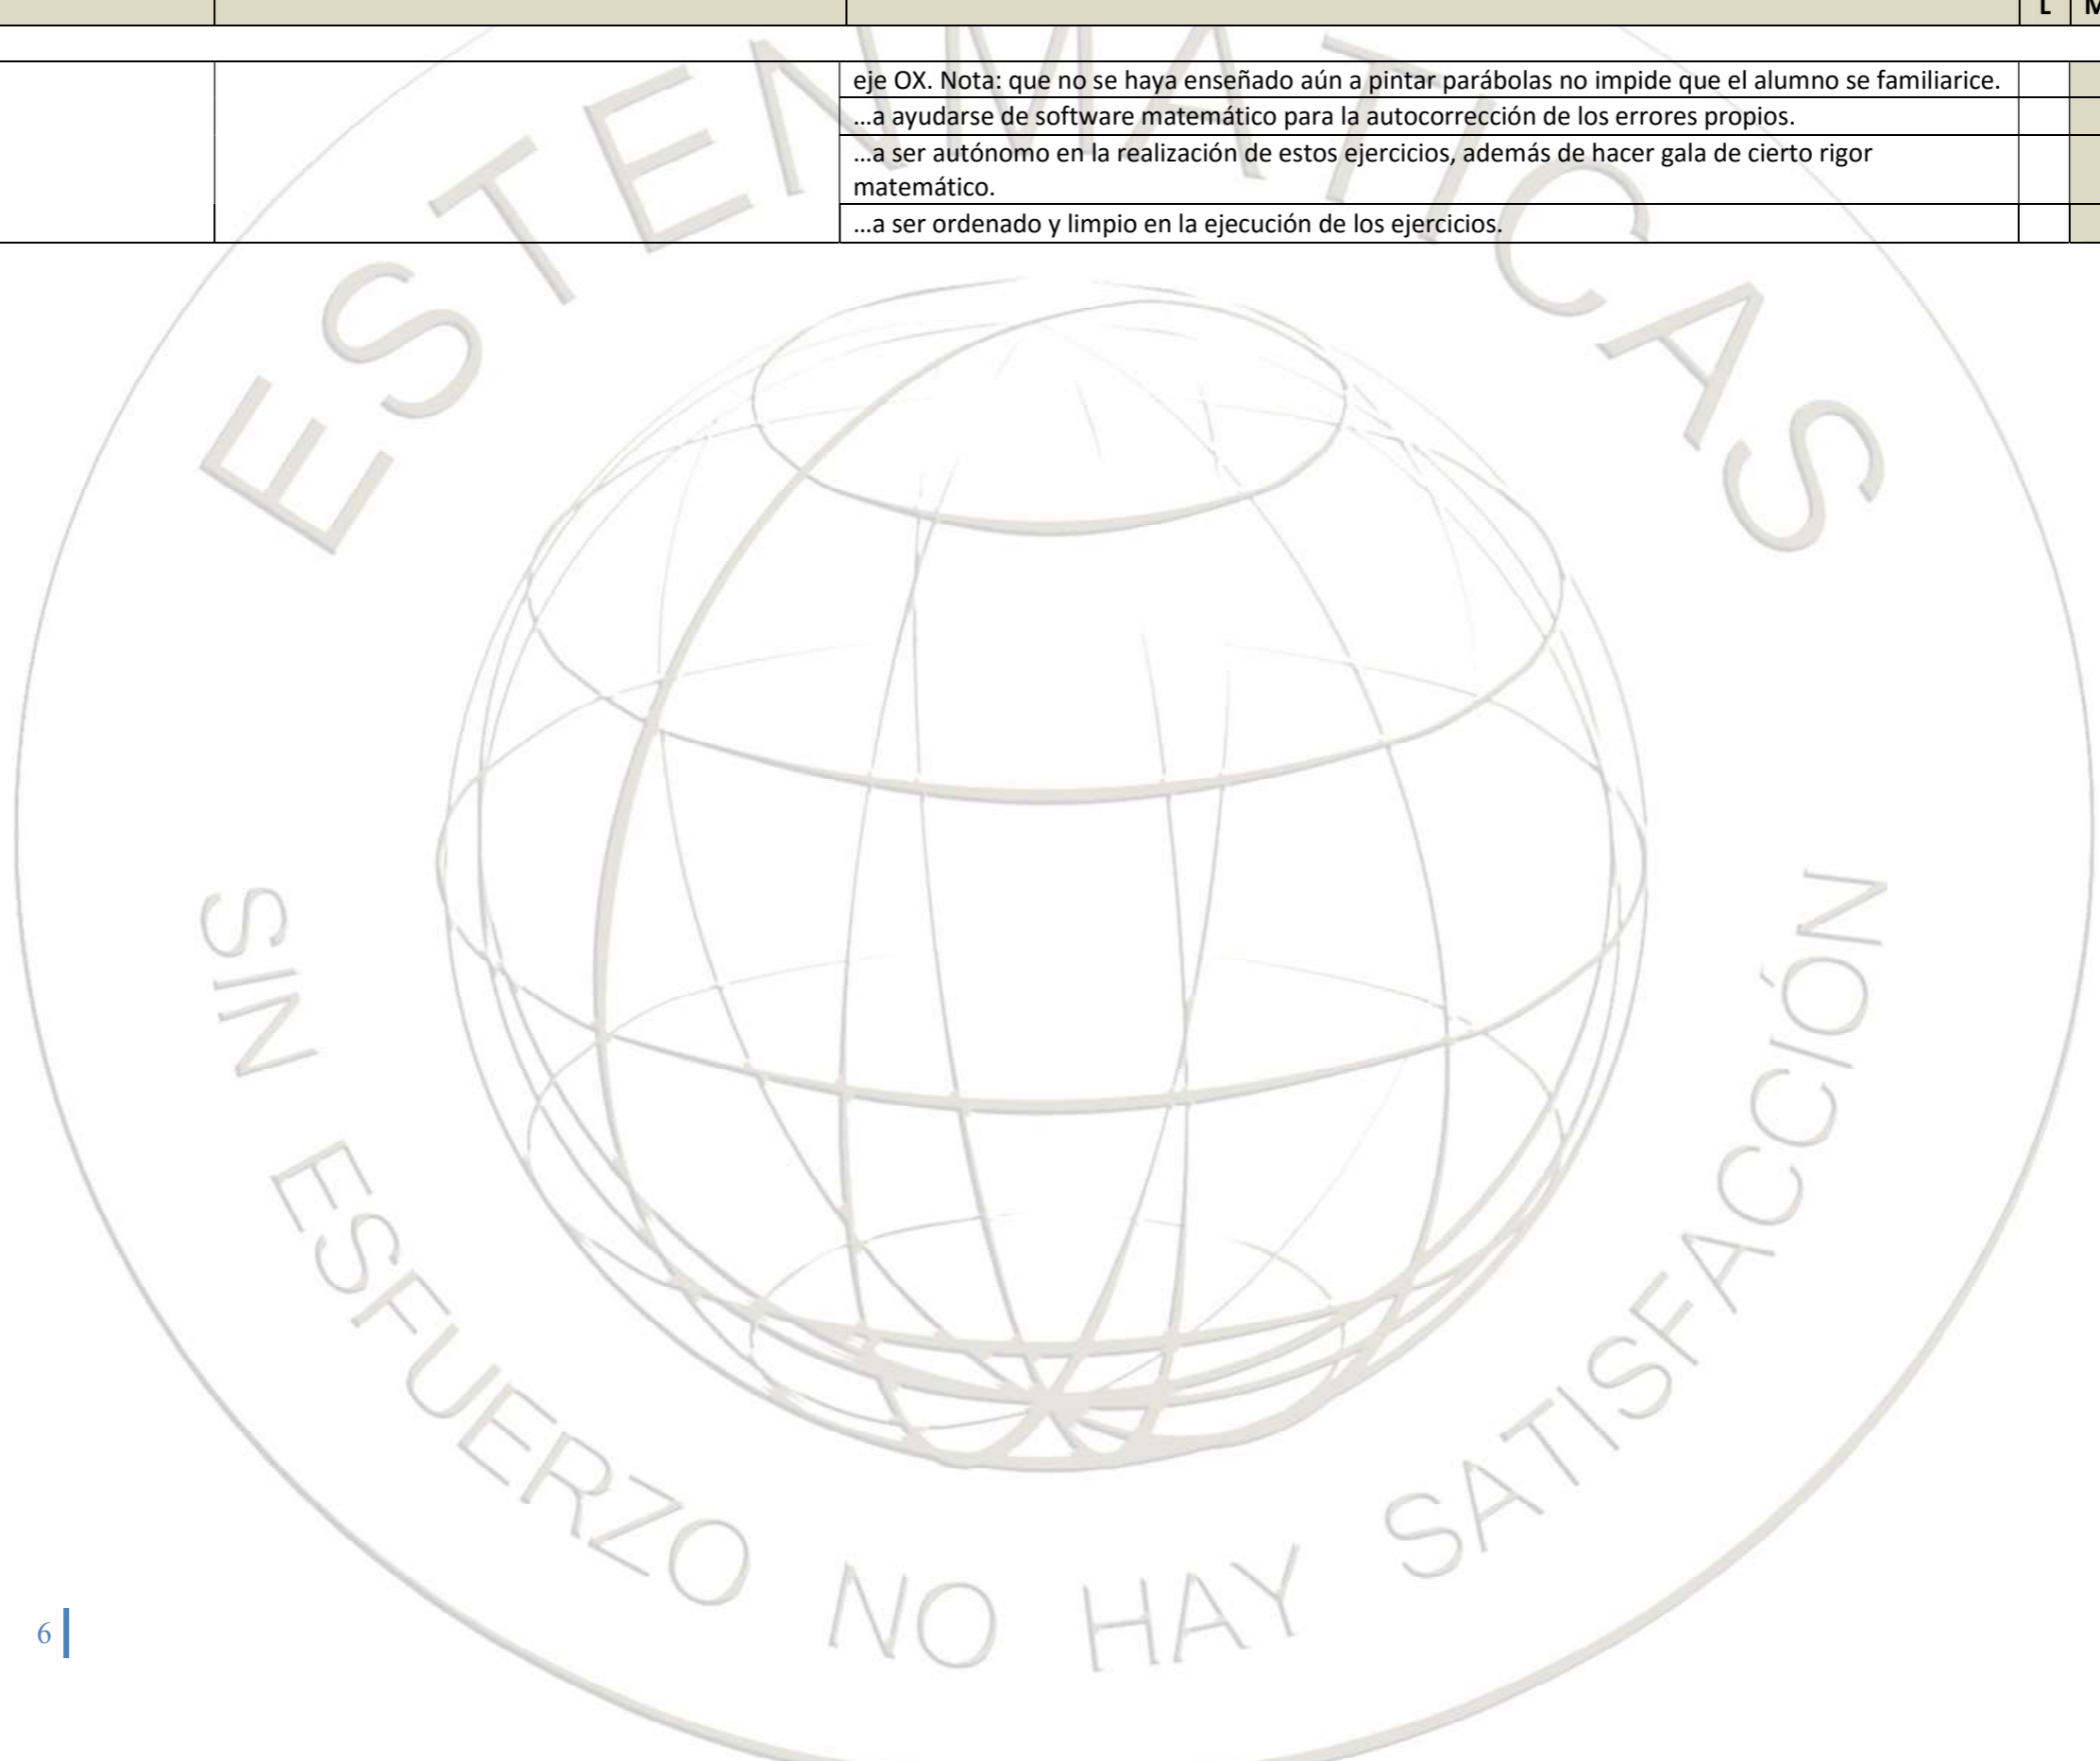 L M
eje OX. Nota: que no se haya enseñado aún a pintar parábolas no impide que el alumno se familiarice.
...a ayudarse de software matemático para la autocorrección de los errores propios.
...a ser autónomo en la realización de estos ejercicios, además de hacer gala de cierto rigor
matemático.
...a ser ordenado y limpio en la ejecución de los ejercicios.
ESTENMATICAS
SIN ESFUERZO NO HAY SATISFACCIÓN
6